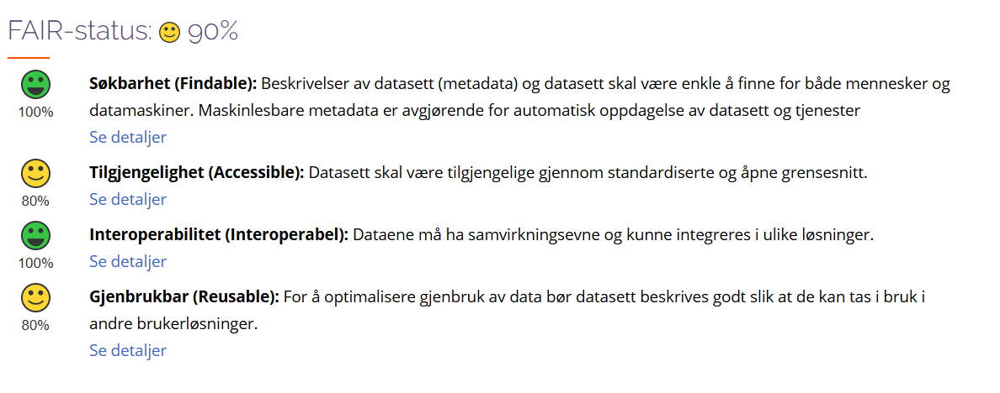 FAIR-status: 90%
Søkbarhet (Findable): Beskrivelser av datasett (metadata) og datasett skal være enkle å finne for både mennesker og
100%
datamaskiner. Maskinlesbare metadata er avgjørende for automatisk oppdagelse av datasett og tjenester
Se detaljer
Tilgjengelighet (Accessible): Datasett skal være tilgjengelige gjennom standardiserte og åpne grensesnitt.
80%
Se detaljer
Interoperabilitet (Interoperabel): Dataene må ha samvirkningsevne og kunne integreres i ulike løsninger.
100%
Se detaljer
Gjenbrukbar (Reusable): For å optimalisere gjenbruk av data bør datasett beskrives godt slik at de kan tas i bruk i
80%
andre brukerløsninger.
Se detaljer